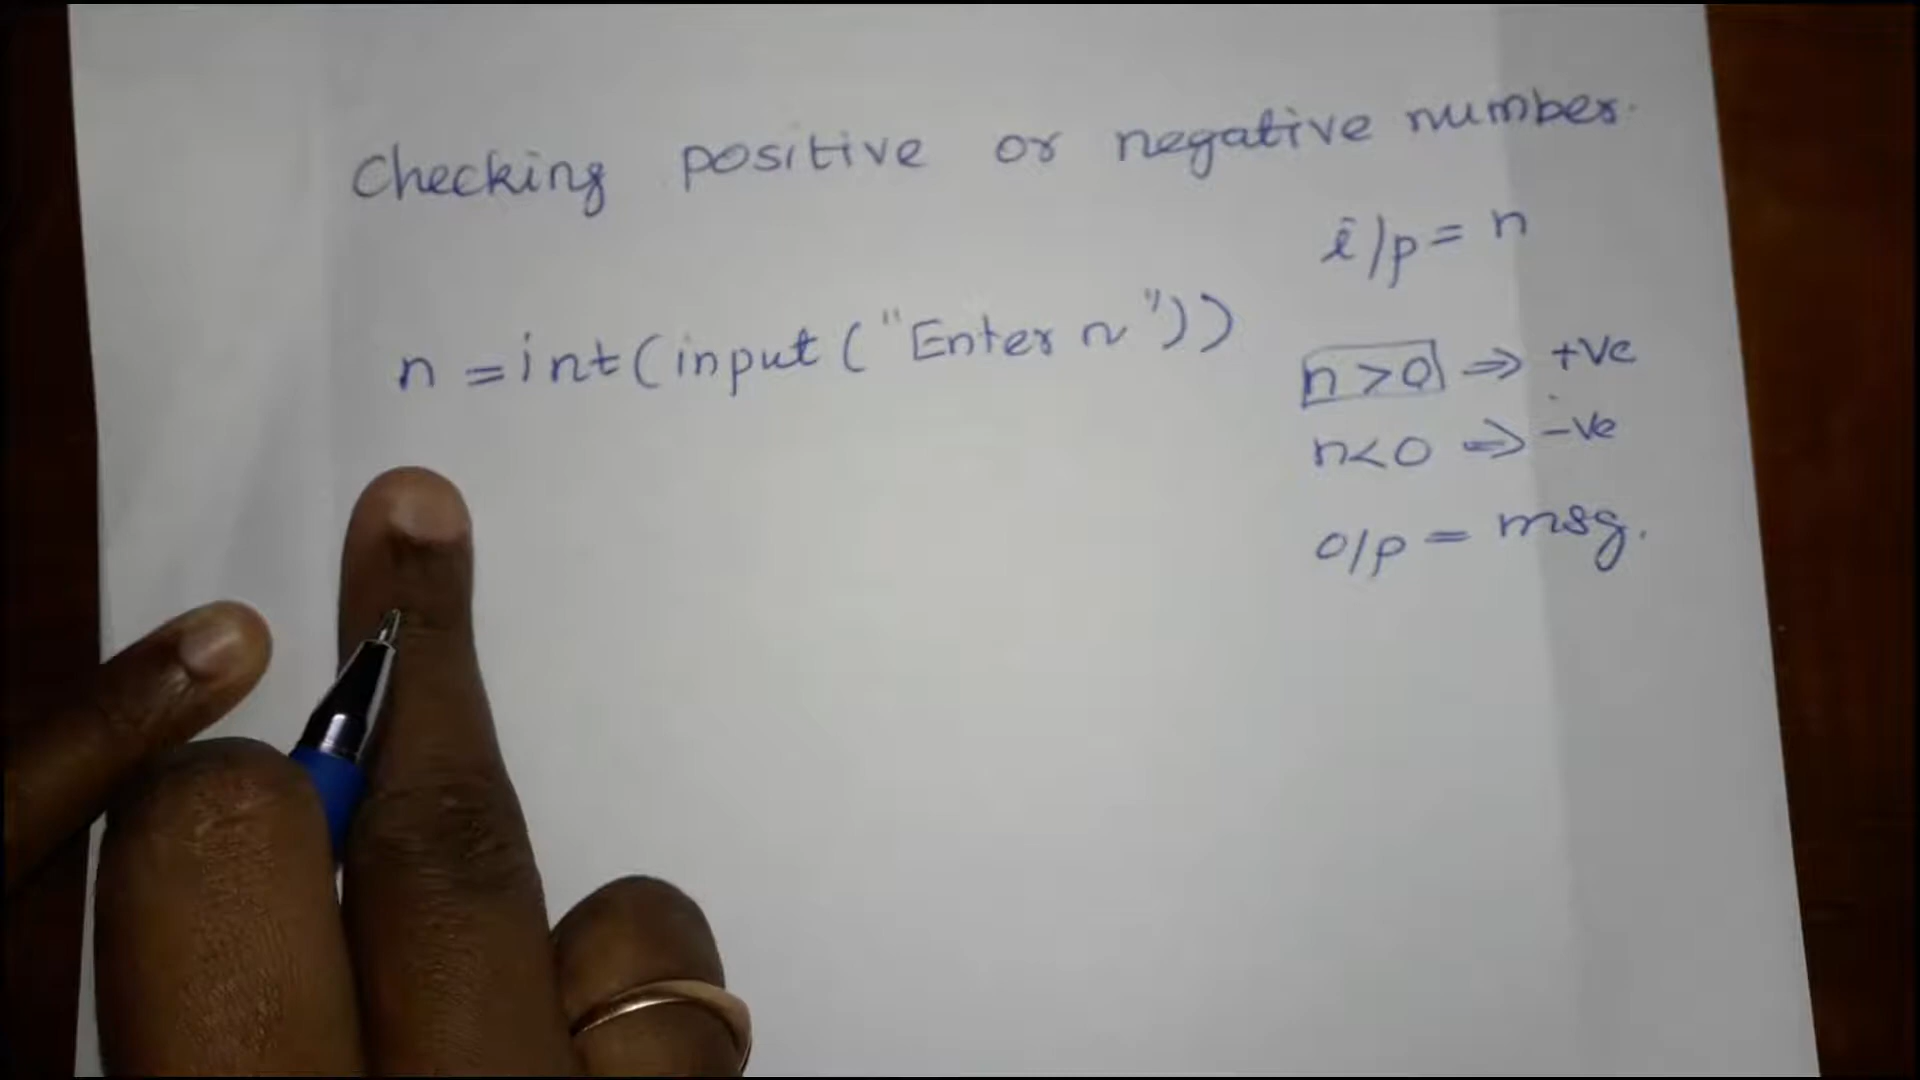 Checking positive or negative number.
i/p = n
n = int(input("Enter n"))
n>0 ⇒ +ve
n<0 ⇒ -ve
o/p = msg.